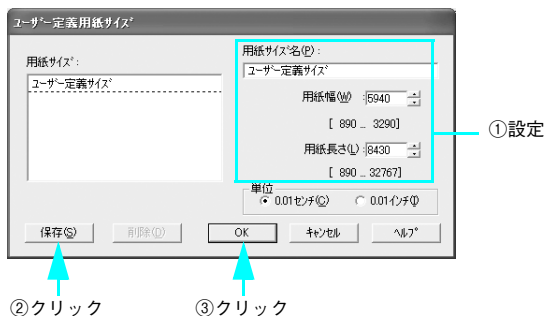 ユーザー定義用紙サイズ
用紙サイズ:
ユーザー定義サイズ
用紙サイズ名(P):
ユーザー定義サイズ
用紙幅(W) :5940
[ 890 .. 3290]
用紙長さ(L) :8430
[ 890 .. 32767]
①設定
単位
0.01センチ(C) 0.01インチ(I)
保存(S) 削除(D) OK キャンセル ヘルプ
②クリック ③クリック